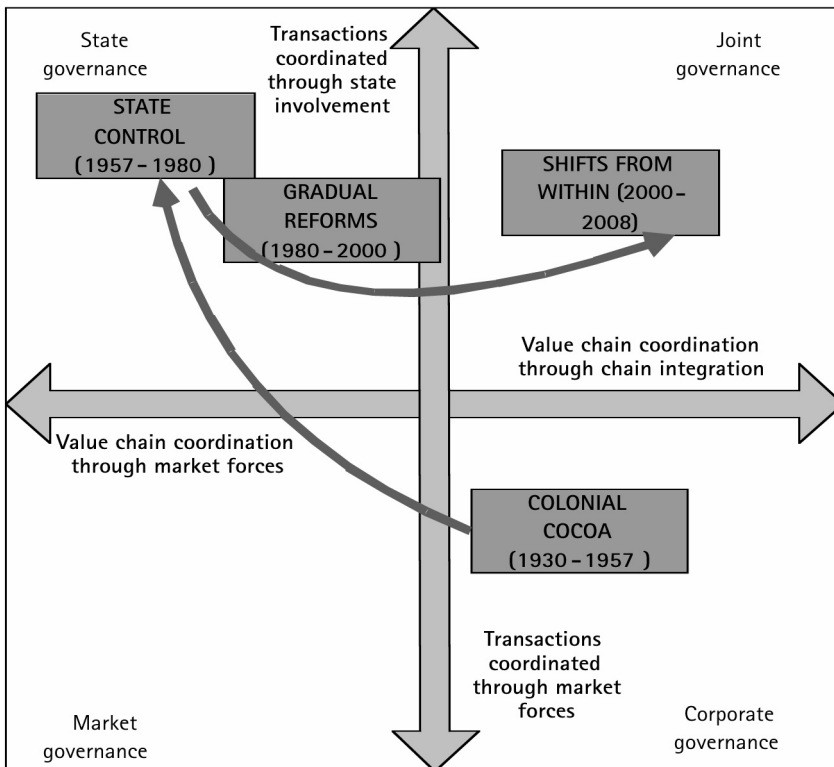 State
governance
Transactions
coordinated
through state
involvement
Joint
governance
STATE
CONTROL
(1957–1980 )
GRADUAL
REFORMS
(1980–2000 )
SHIFTS FROM
WITHIN (2000–
2008)
Value chain coordination
through chain integration
Value chain coordination
through market forces
COLONIAL
COCOA
(1930–1957 )
Transactions
coordinated
through market
forces
Market
governance
Corporate
governance